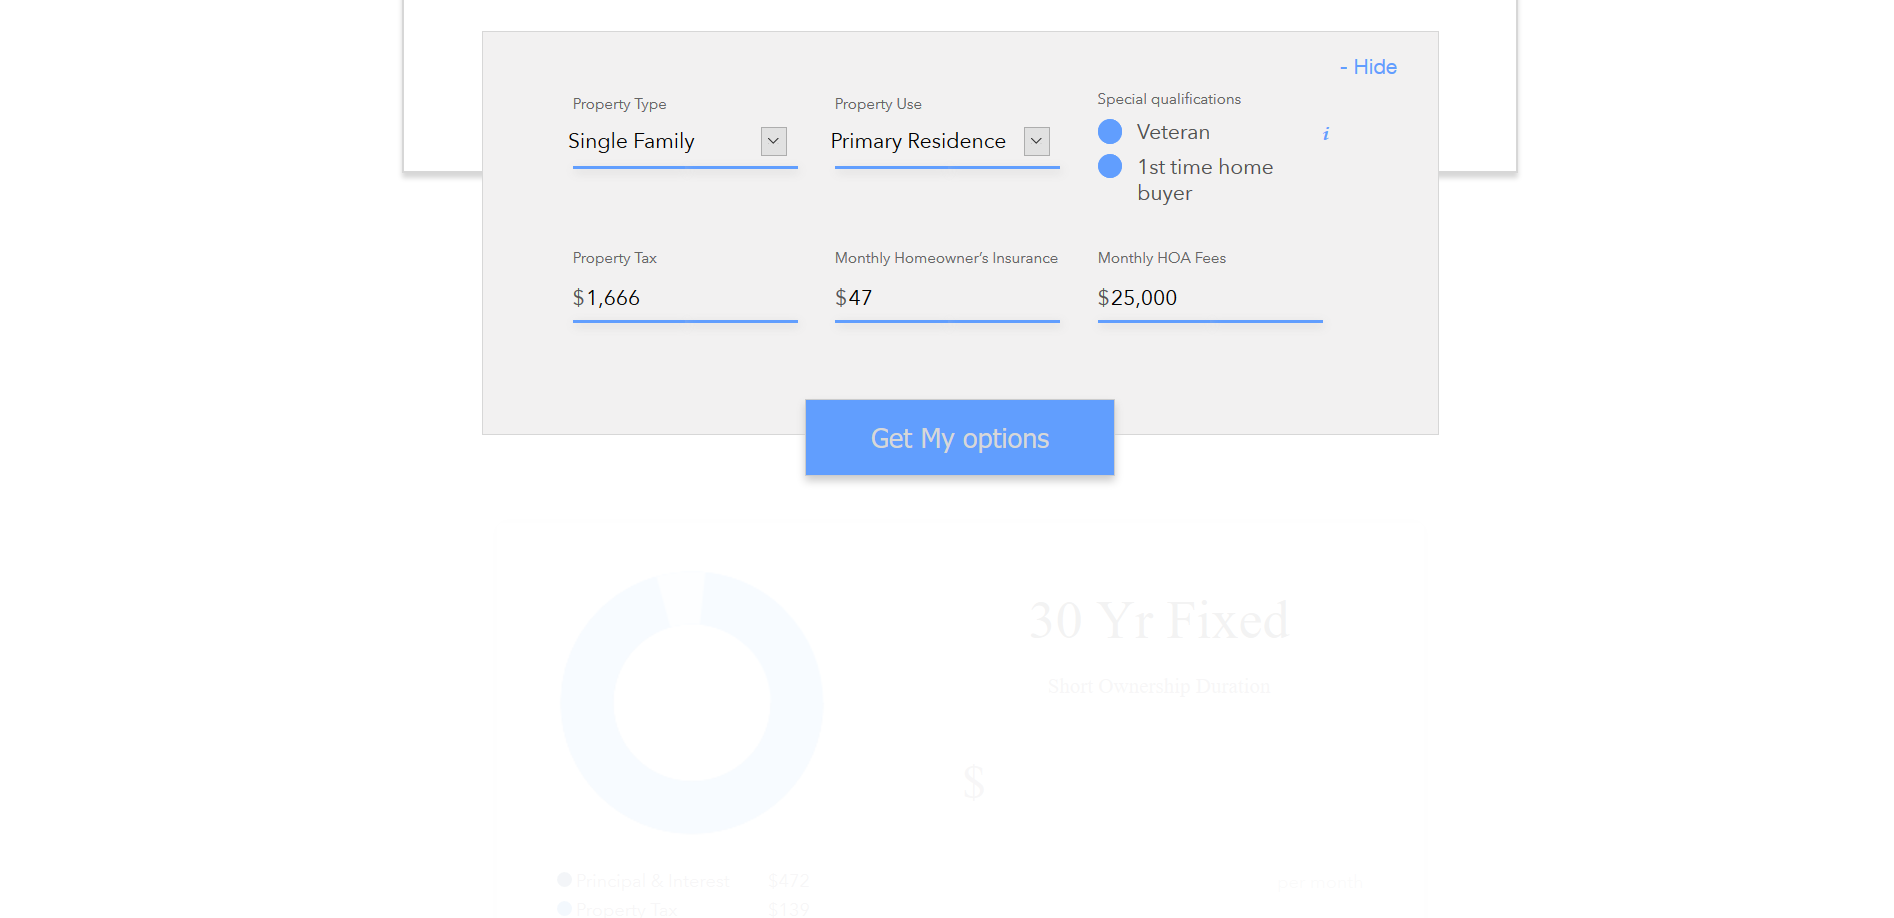 - Hide
Property Type
Property Use
Special qualifications
Single Family
Primary Residence
Veteran
i
1st time home
buyer
Property Tax
Monthly Homeowner’s Insurance
Monthly HOA Fees
$1,666
$47
$25,000
Get My options
30 Yr Fixed
Short Ownership Duration
$
Principal & Interest $472
per month
Property Tax $139